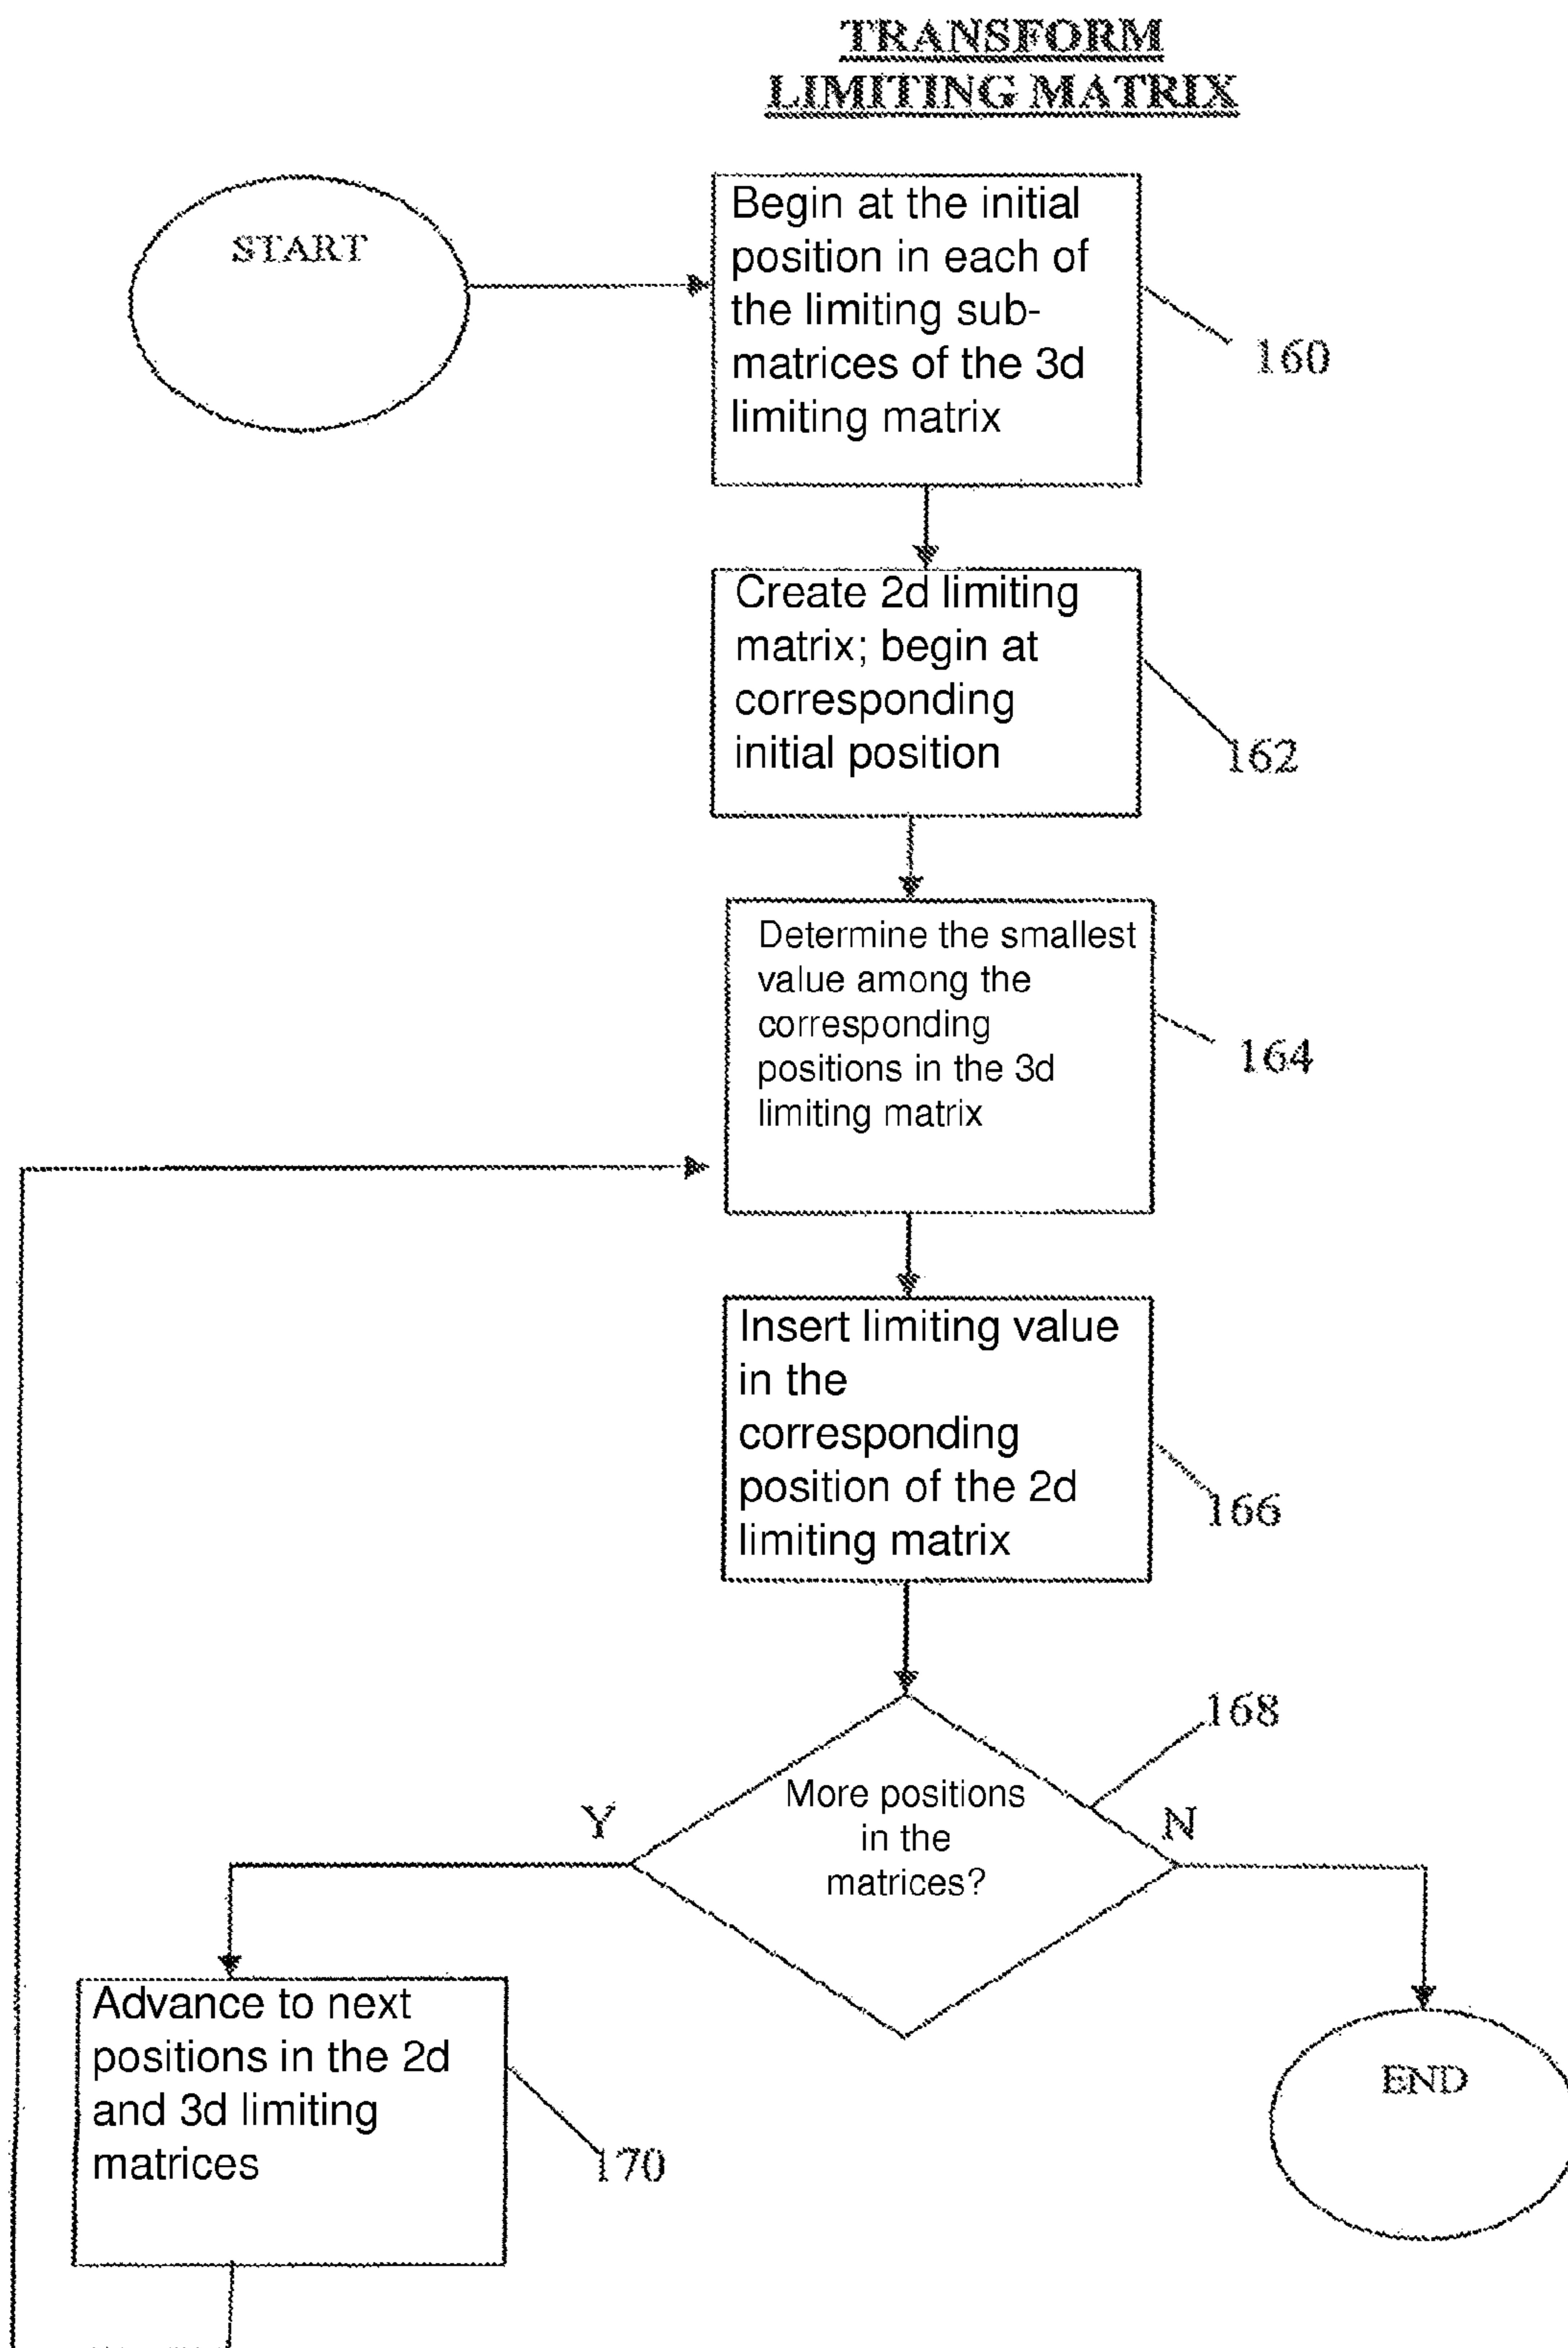 TRANSFORM
LIMITING MATRIX
START
Begin at the initial
position in each of
the limiting sub-
matrices of the 3d
limiting matrix
160
Create 2d limiting
matrix; begin at
corresponding
initial position
162
Determine the smallest
value among the
corresponding
positions in the 3d
limiting matrix
164
Insert limiting value
in the
corresponding
position of the 2d
limiting matrix
166
168
More positions
in the
matrices?
Y
N
Advance to next
positions in the 2d
and 3d limiting
matrices
170
END